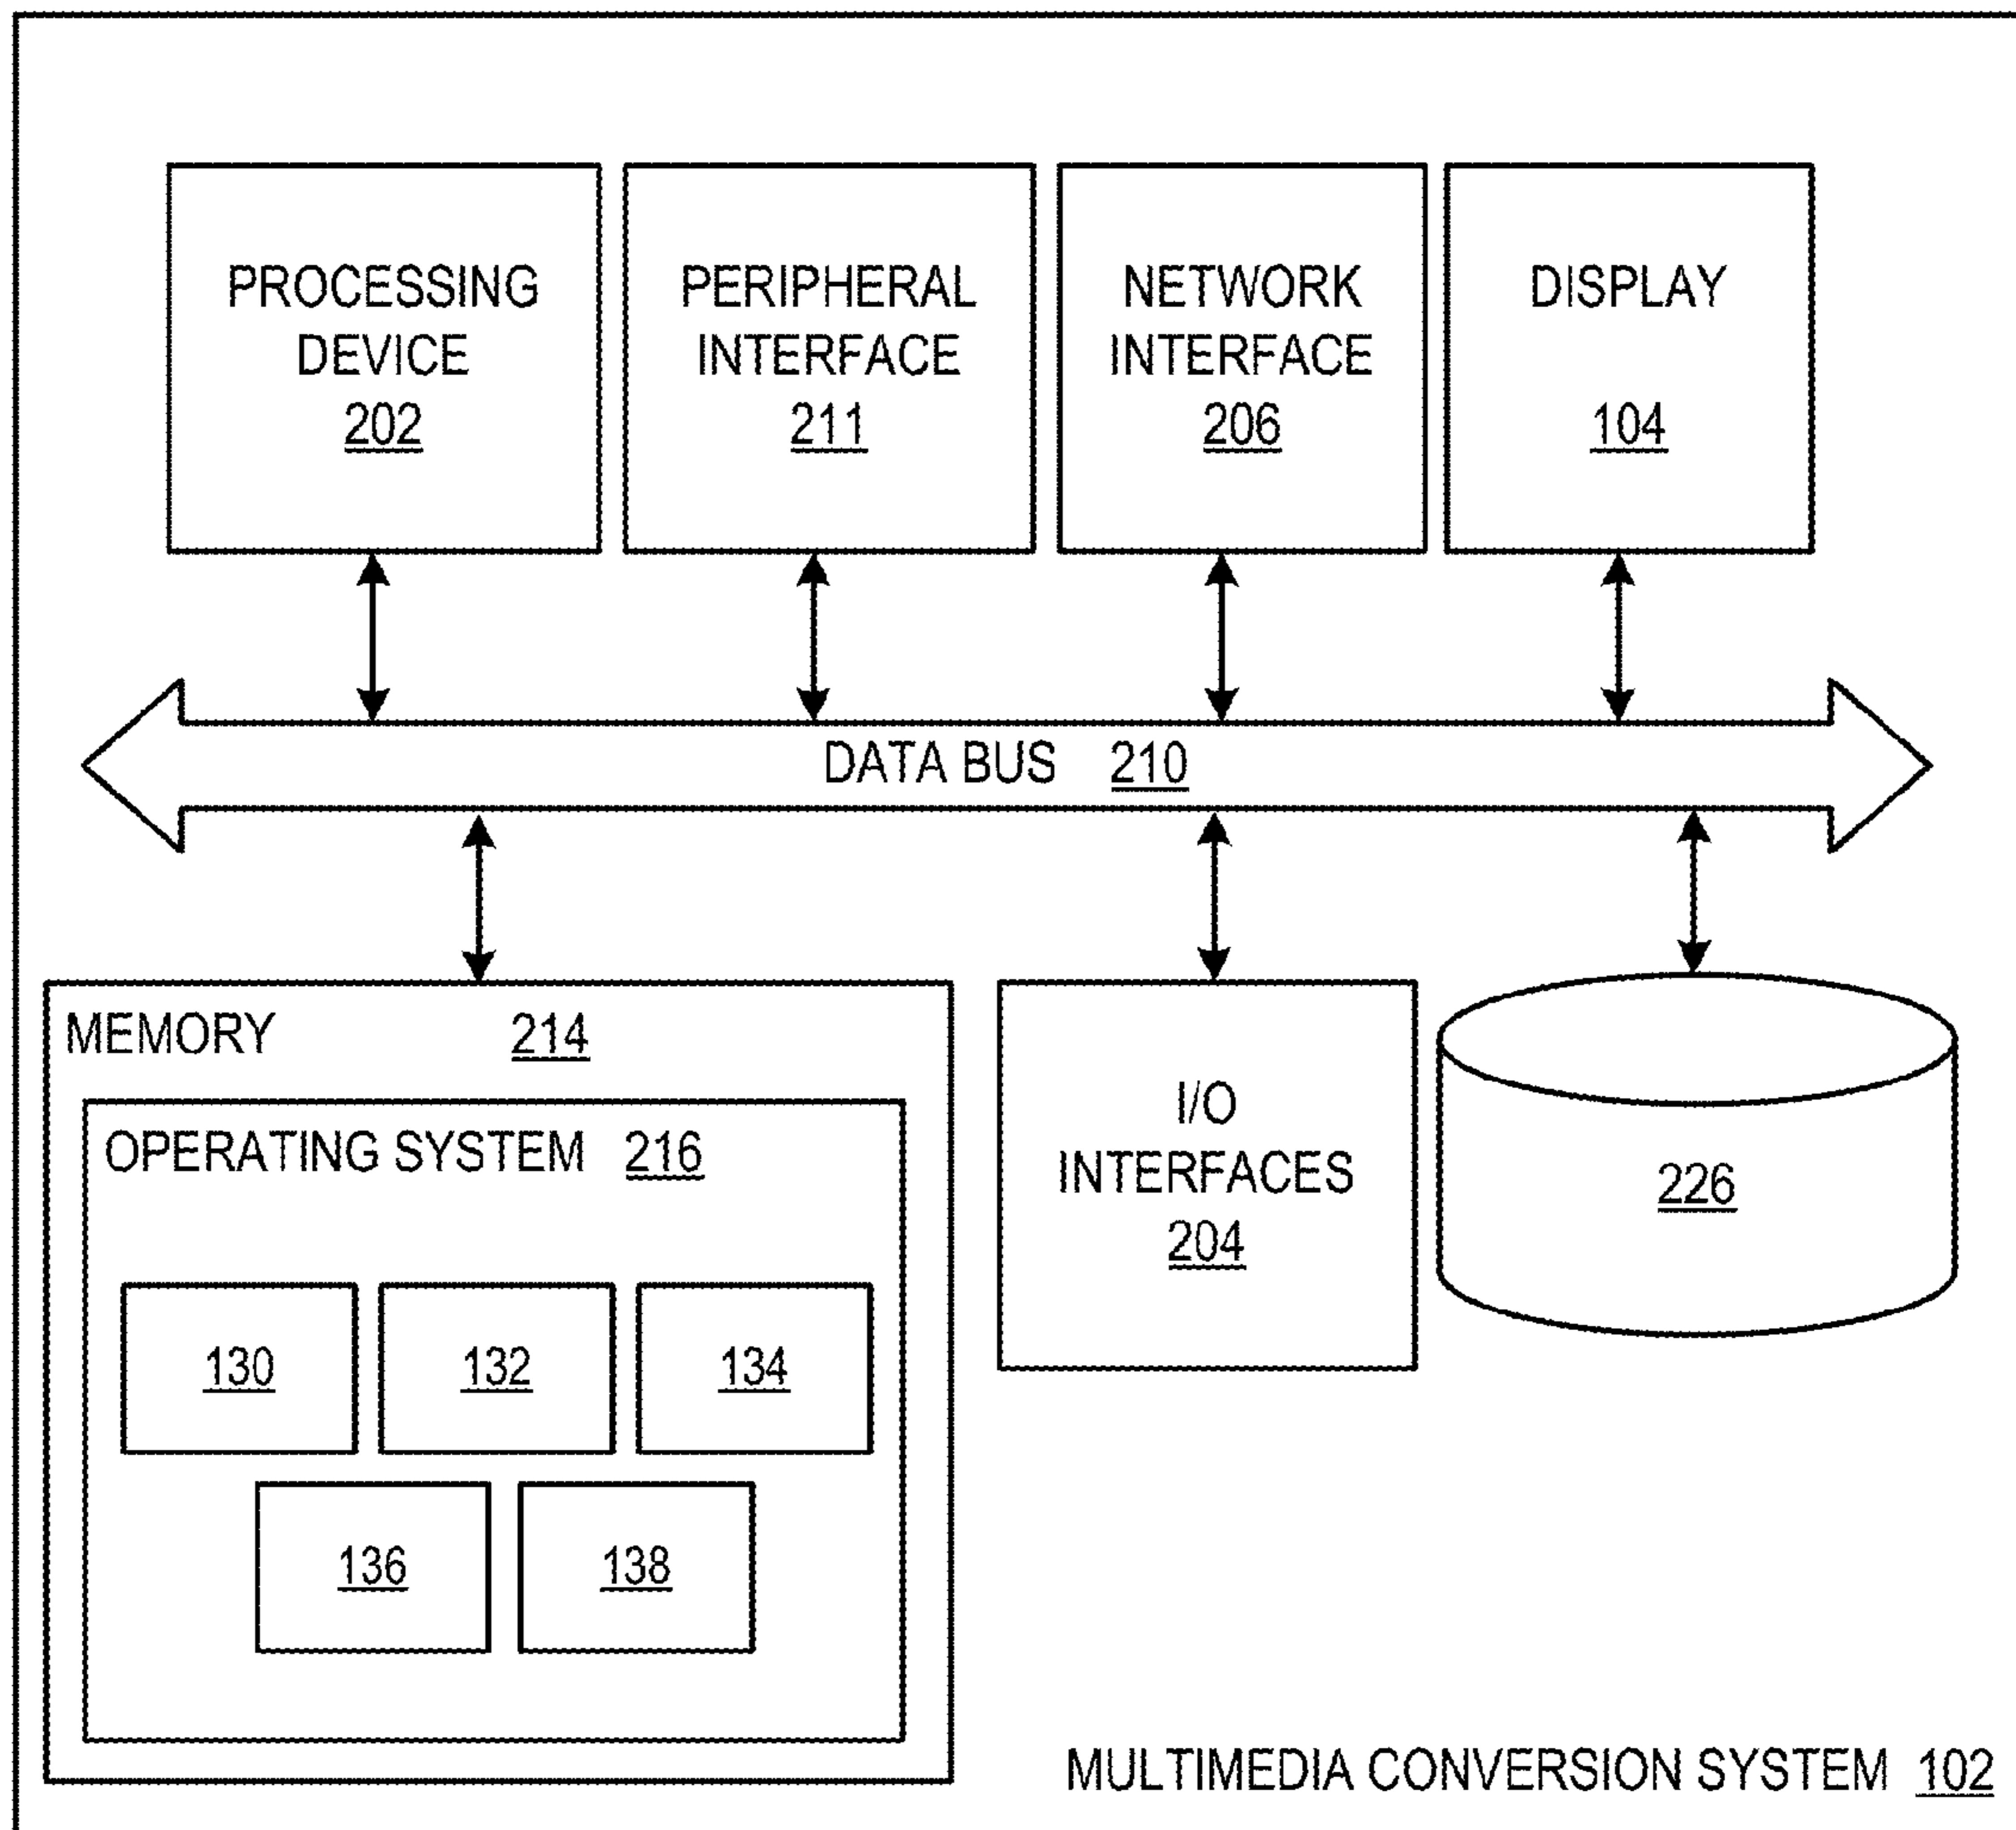 PROCESSING
DEVICE
202
PERIPHERAL
INTERFACE
211
NETWORK
INTERFACE
206
DISPLAY
104
DATA BUS 210
MEMORY 214
OPERATING SYSTEM 216
130
132
134
136
138
I/O
INTERFACES
204
226
MULTIMEDIA CONVERSION SYSTEM 102